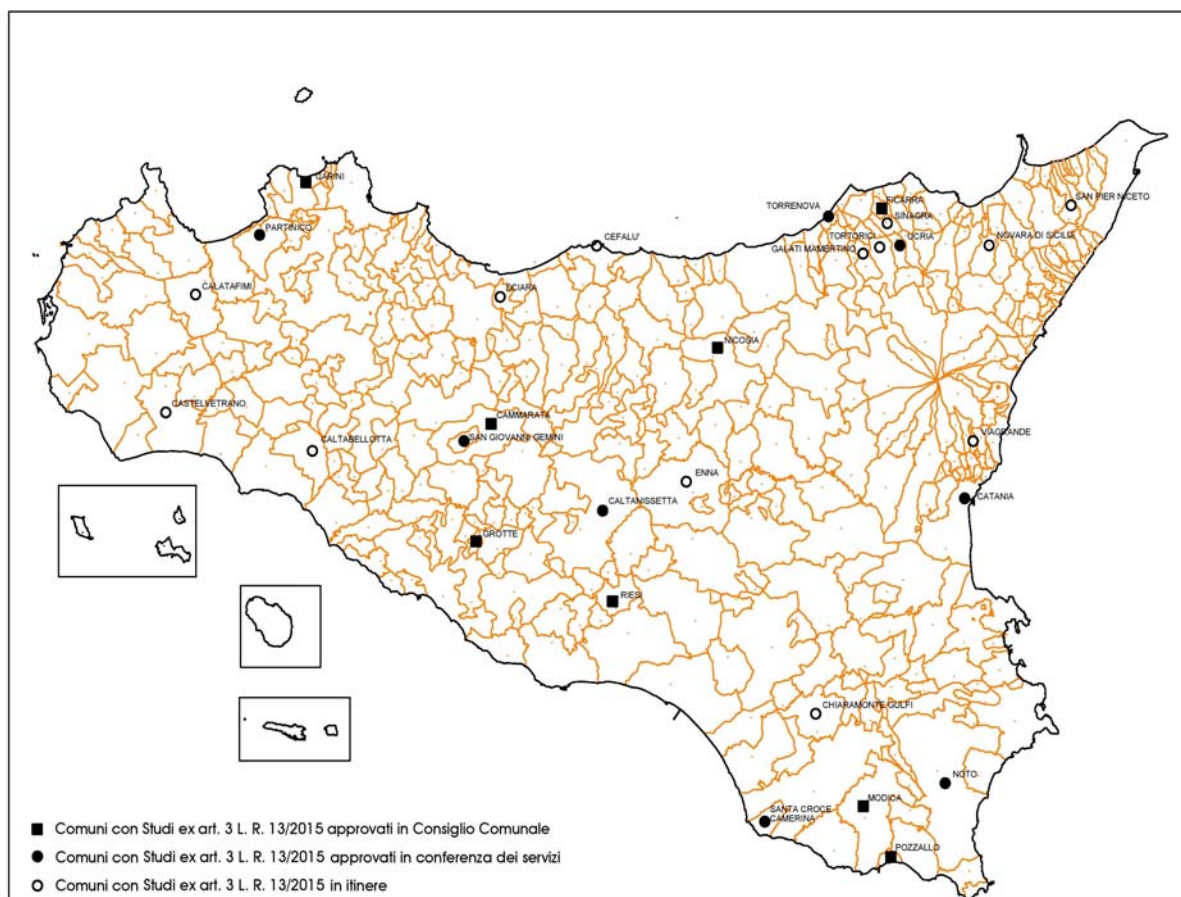 CARINI
SAN PIER NICETO
TORRENOVA
FICARRA
SINAGRA
PARTINICO
CEFALU'
TORTORICI
UCRIA
NOVARA DI SICILIA
GALATI MAMERTINO
CALATAFIMI
SCIARA
NICOSIA
CASTELVETRANO
CAMMARATA
SAN GIOVANNI GEMINI
CALTABELLOTTA
VIAGRANDE
ENNA
CALTANISSETTA
CATANIA
GROTTE
RIESI
CHIARAMONTE GULFI
NOTO
MODICA
SANTA CROCE
CAMERINA
POZZALLO
Comuni con Studi ex art. 3 L. R. 13/2015 approvati in Consiglio Comunale
Comuni con Studi ex art. 3 L. R. 13/2015 approvati in conferenza dei servizi
Comuni con Studi ex art. 3 L. R. 13/2015 in itinere